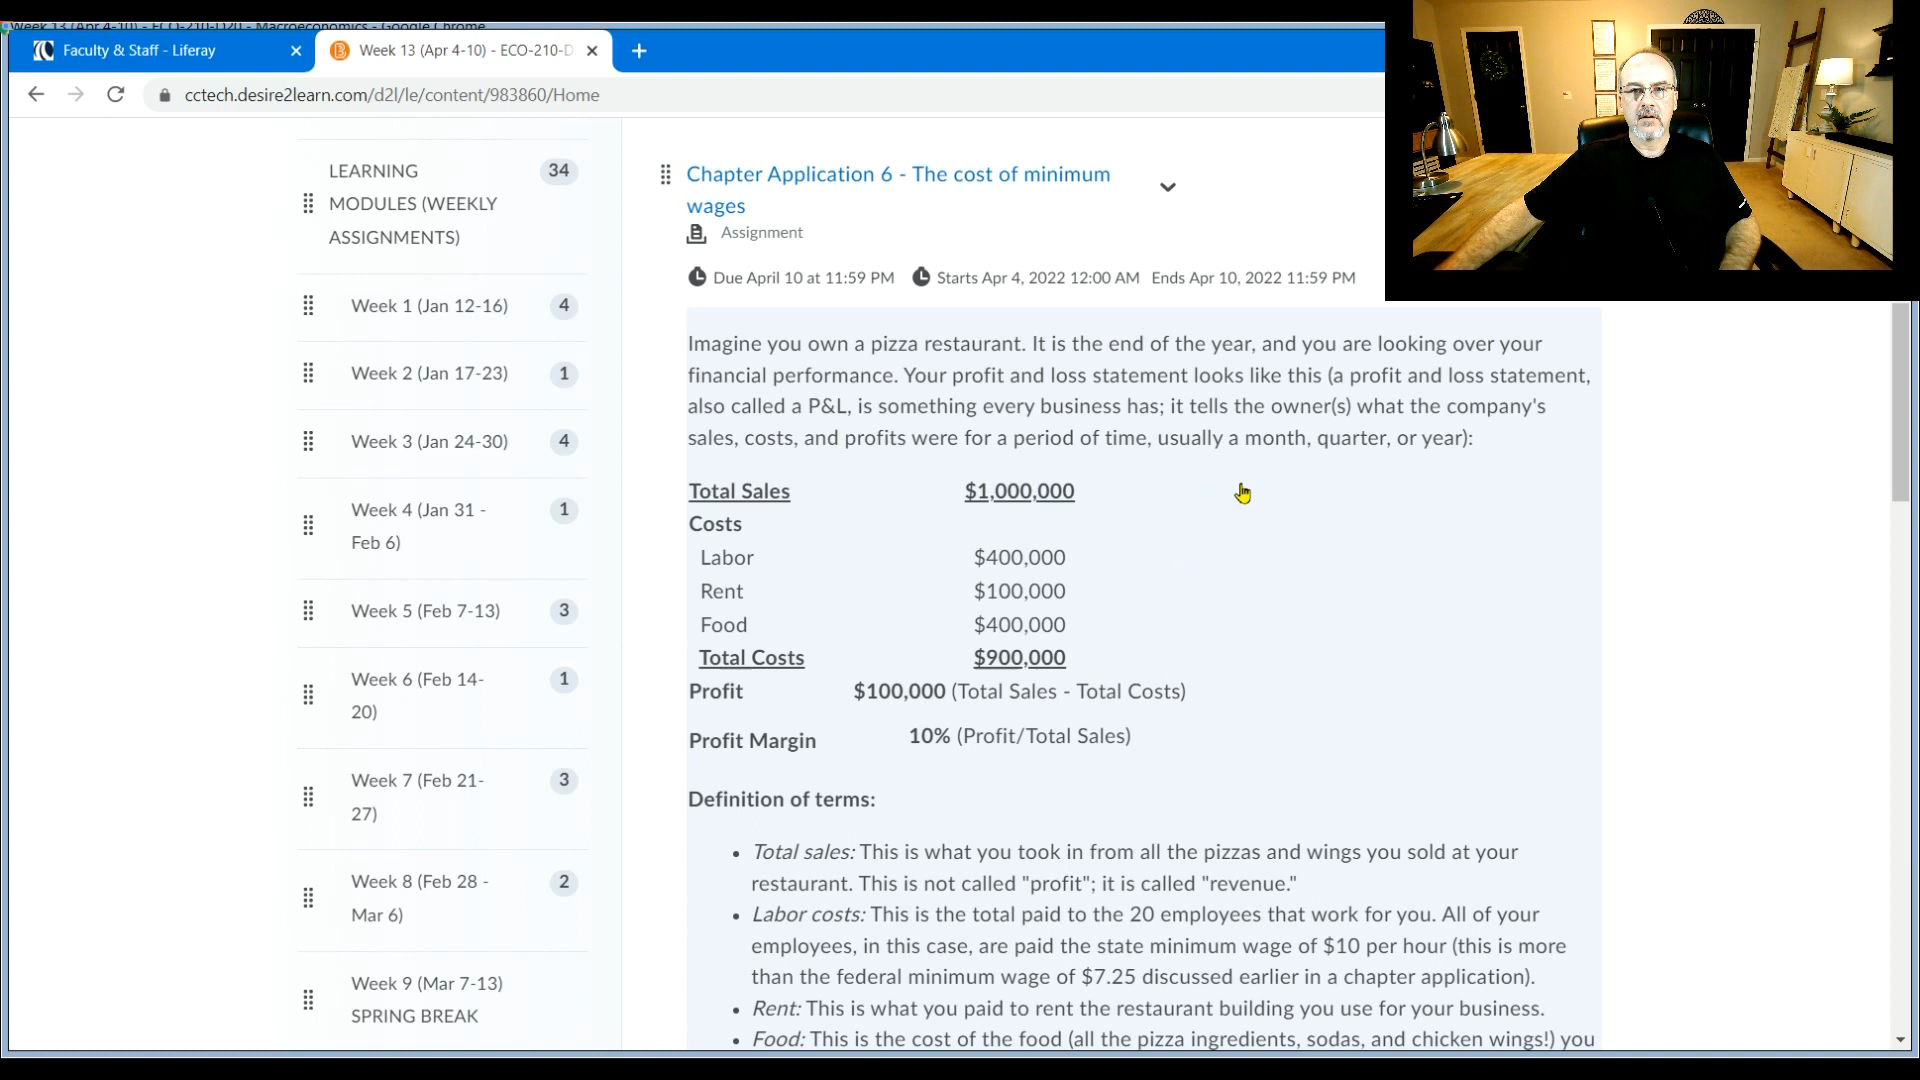 Week 13 (Apr 4-10) - ECO-210-D20 - Macroeconomics - Google Chrome
Faculty & Staff - Liferay
Week 13 (Apr 4-10) - ECO-210-D
cctech.desire2learn.com/d2l/le/content/983860/Home
LEARNING
MODULES (WEEKLY
ASSIGNMENTS)
34
Week 1 (Jan 12-16)
4
Week 2 (Jan 17-23)
1
Week 3 (Jan 24-30)
4
Week 4 (Jan 31 -
Feb 6)
1
Week 5 (Feb 7-13)
3
Week 6 (Feb 14-
20)
1
Week 7 (Feb 21-
27)
3
Week 8 (Feb 28 -
Mar 6)
2
Week 9 (Mar 7-13)
SPRING BREAK
Chapter Application 6 - The cost of minimum
wages
Assignment
Due April 10 at 11:59 PM Starts Apr 4, 2022 12:00 AM Ends Apr 10, 2022 11:59 PM
Imagine you own a pizza restaurant. It is the end of the year, and you are looking over your
financial performance. Your profit and loss statement looks like this (a profit and loss statement,
also called a P&L, is something every business has; it tells the owner(s) what the company's
sales, costs, and profits were for a period of time, usually a month, quarter, or year):
Total Sales $1,000,000
Costs
Labor $400,000
Rent $100,000
Food $400,000
Total Costs $900,000
Profit $100,000 (Total Sales - Total Costs)
Profit Margin 10% (Profit/Total Sales)
Definition of terms:
• Total sales: This is what you took in from all the pizzas and wings you sold at your
restaurant. This is not called "profit"; it is called "revenue."
• Labor costs: This is the total paid to the 20 employees that work for you. All of your
employees, in this case, are paid the state minimum wage of $10 per hour (this is more
than the federal minimum wage of $7.25 discussed earlier in a chapter application).
• Rent: This is what you paid to rent the restaurant building you use for your business.
• Food: This is the cost of the food (all the pizza ingredients, sodas, and chicken wings!) you